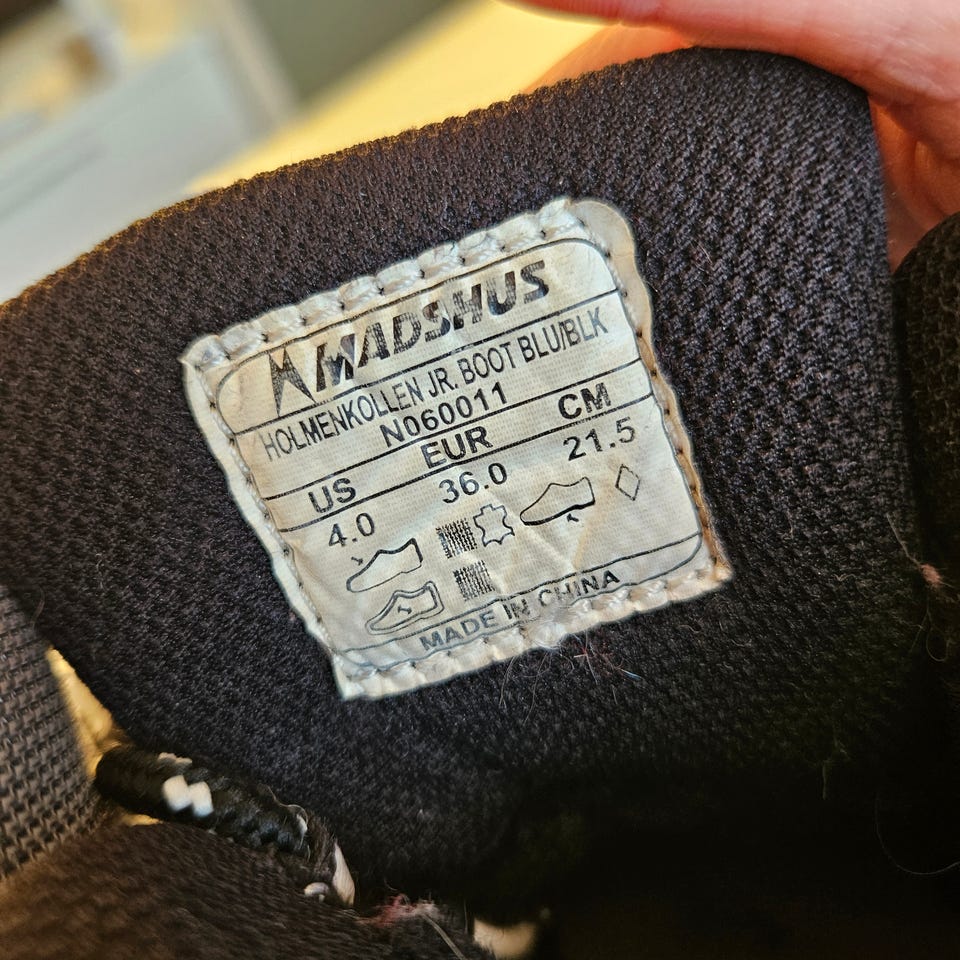 MADSHUS
HOLMENKOLLEN JR. BOOT BLU/BLK
N060011
US EUR CM
4.0 36.0 21.5
MADE IN CHINA